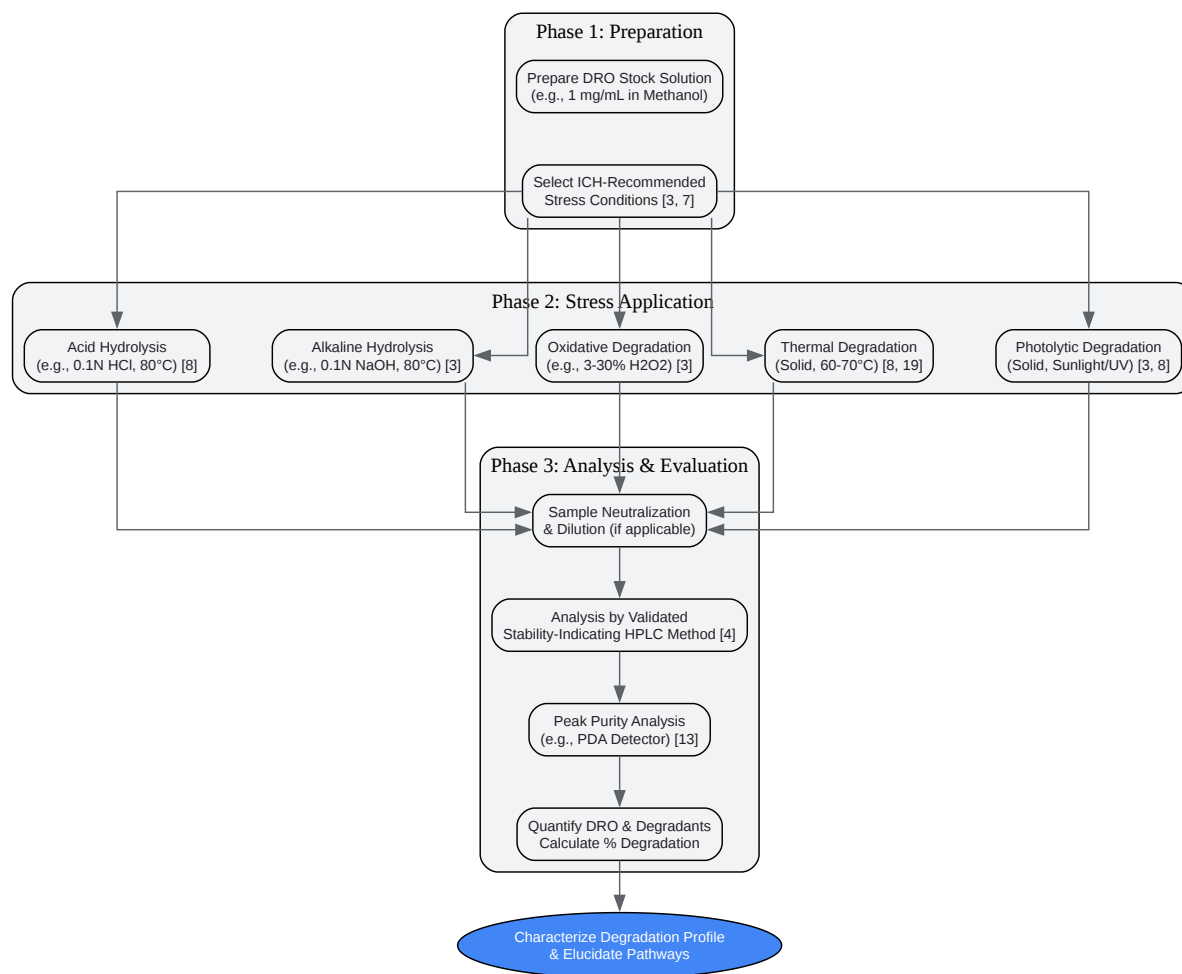 Phase 1: Preparation
Prepare DRO Stock Solution
(e.g., 1 mg/mL in Methanol)
Select ICH-Recommended
Stress Conditions [3, 7]
Phase 2: Stress Application
Acid Hydrolysis
(e.g., 0.1N HCl, 80°C) [8]
Alkaline Hydrolysis
(e.g., 0.1N NaOH, 80°C) [3]
Oxidative Degradation
(e.g., 3-30% H2O2) [3]
Thermal Degradation
(Solid, 60-70°C) [8, 19]
Photolytic Degradation
(Solid, Sunlight/UV) [3, 8]
Phase 3: Analysis & Evaluation
Sample Neutralization
& Dilution (if applicable)
Analysis by Validated
Stability-Indicating HPLC Method [4]
Peak Purity Analysis
(e.g., PDA Detector) [13]
Quantify DRO & Degradants
Calculate % Degradation
Characterize Degradation Profile
& Elucidate Pathways